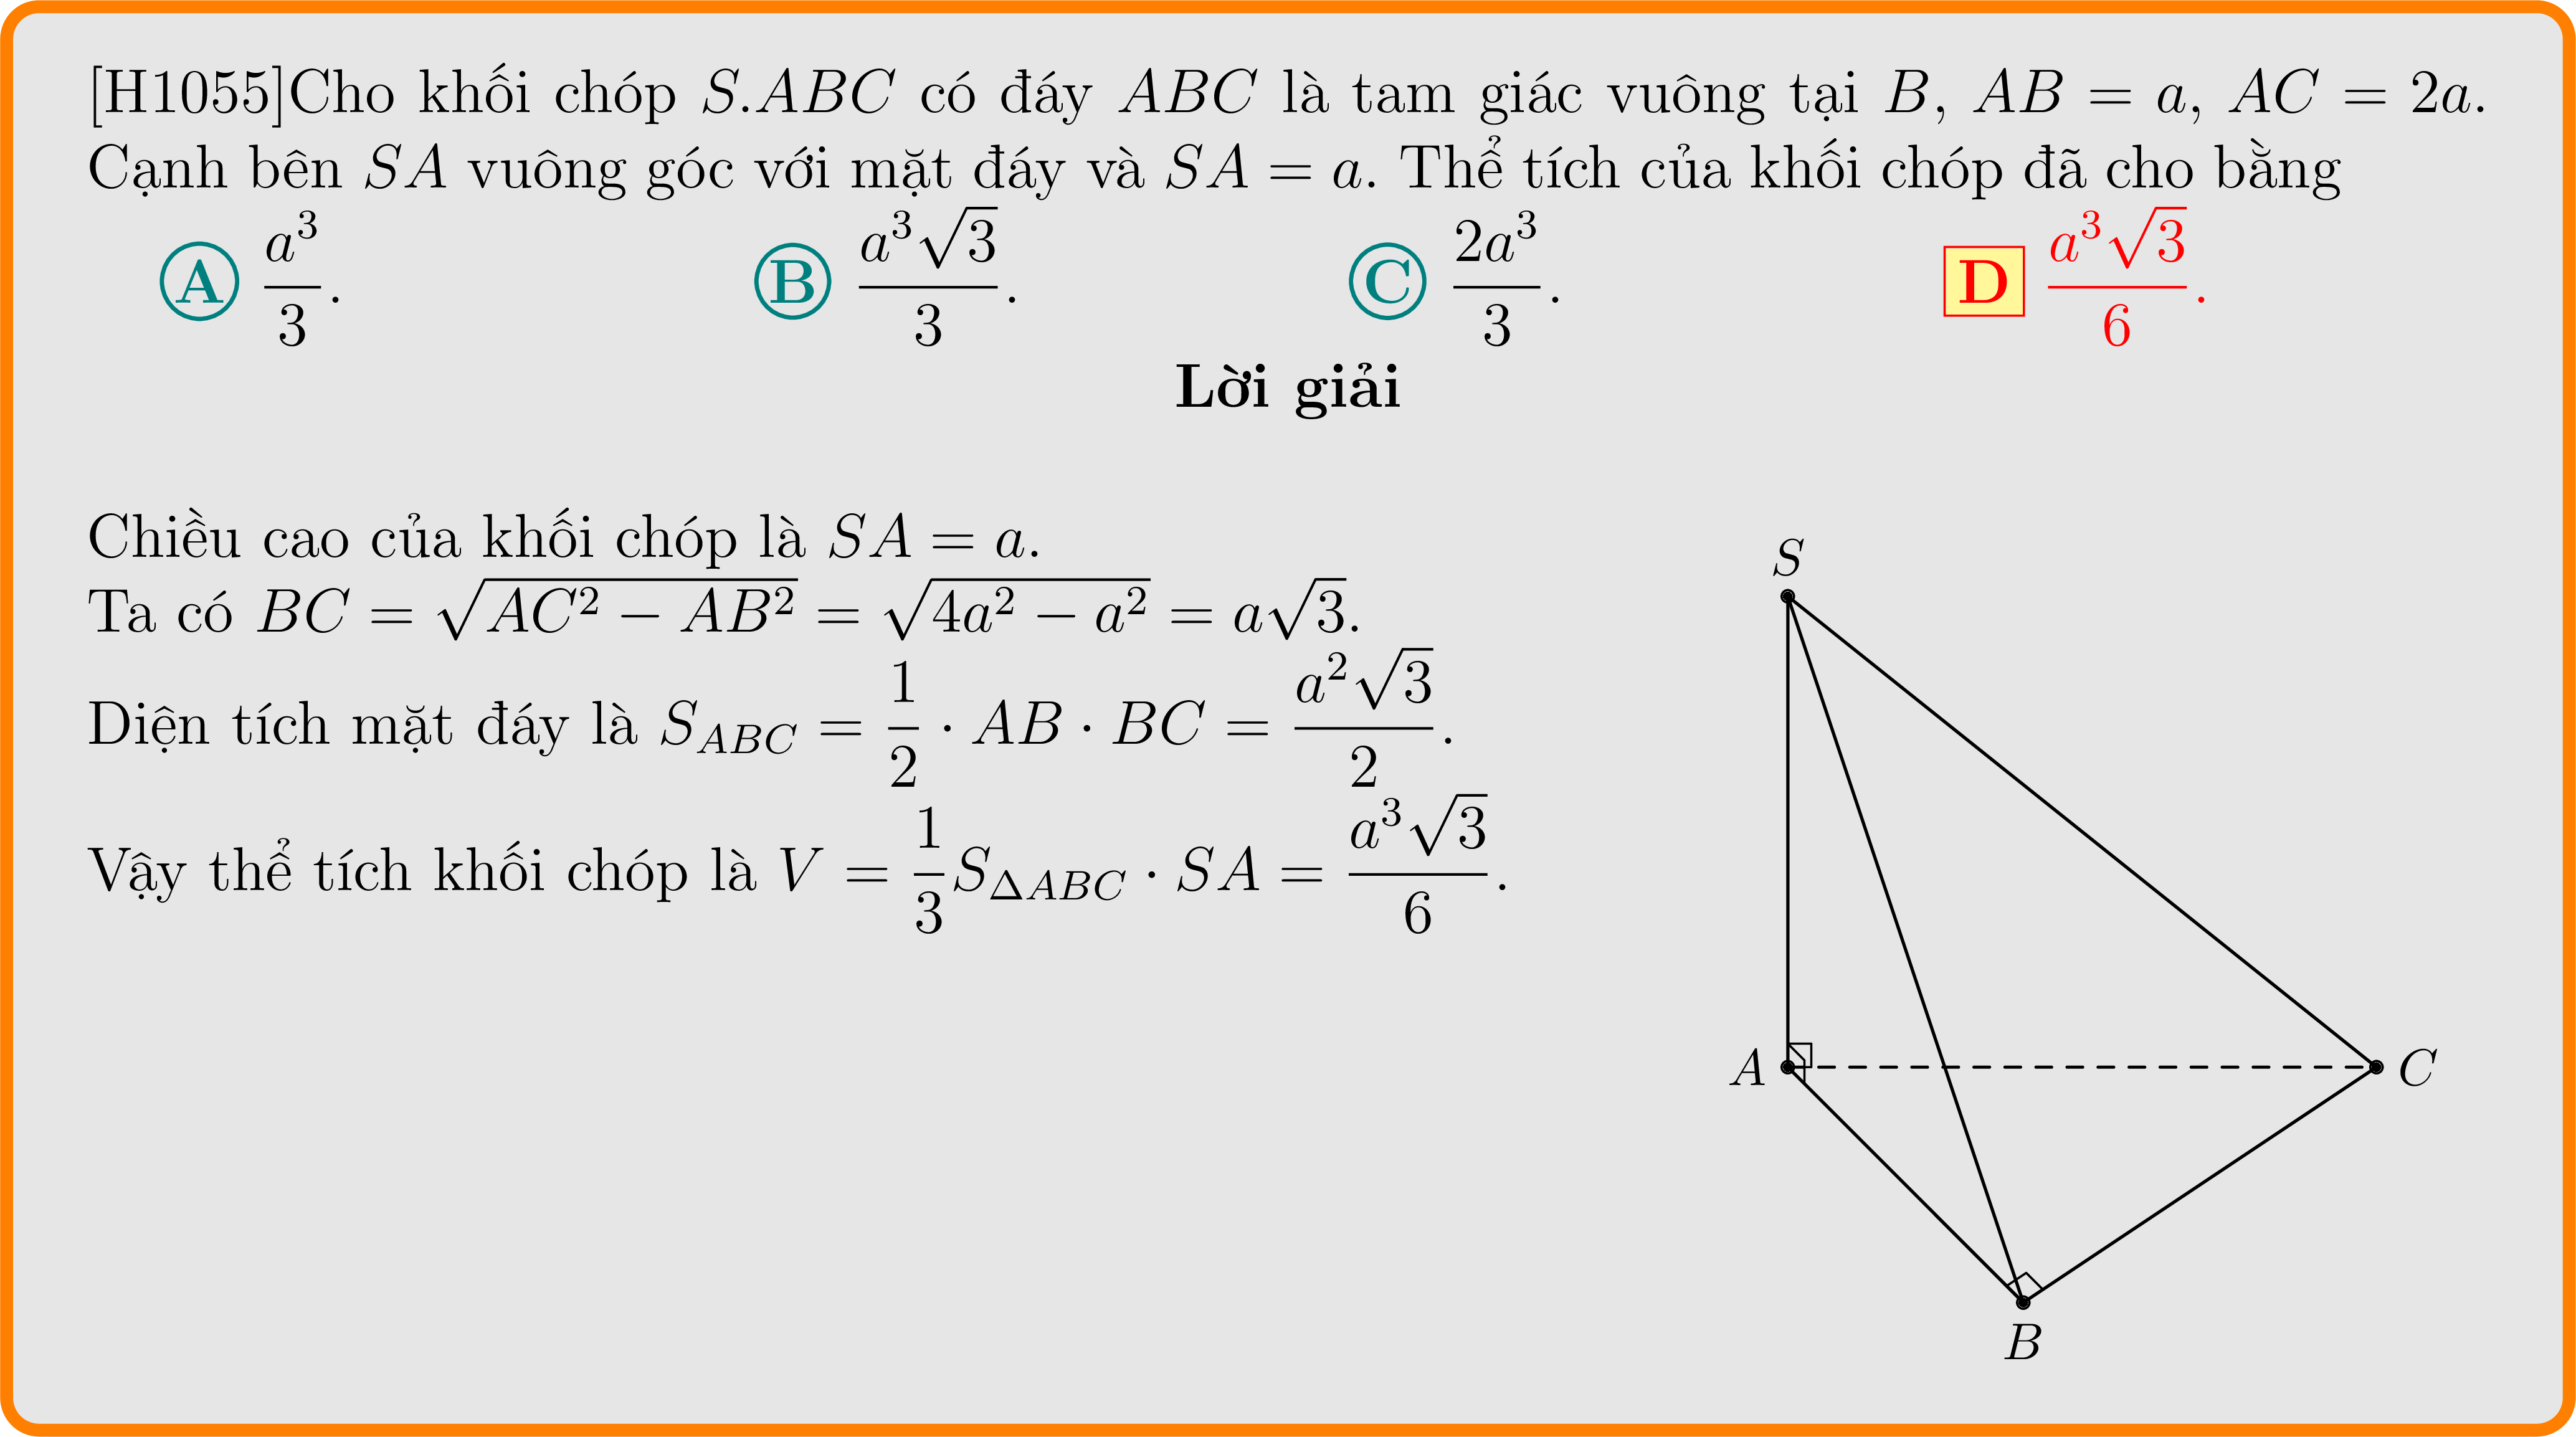 [H1055]Cho khối chóp S.ABC có đáy ABC là tam giác vuông tại B, AB = a, AC = 2a.
Cạnh bên SA vuông góc với mặt đáy và SA = a. Thể tích của khối chóp đã cho bằng
A $\frac{a^3}{3}$. B $\frac{a^3\sqrt{3}}{3}$. C $\frac{2a^3}{3}$. D $\frac{a^3\sqrt{3}}{6}$.
Lời giải
Chiều cao của khối chóp là SA = a.
Ta có $BC = \sqrt{AC^2 - AB^2} = \sqrt{4a^2 - a^2} = a\sqrt{3}$.
Diện tích mặt đáy là $S_{ABC} = \frac{1}{2} \cdot AB \cdot BC = \frac{a^2\sqrt{3}}{2}$.
Vậy thể tích khối chóp là $V = \frac{1}{3}S_{\Delta ABC} \cdot SA = \frac{a^3\sqrt{3}}{6}$.
S
A
C
B